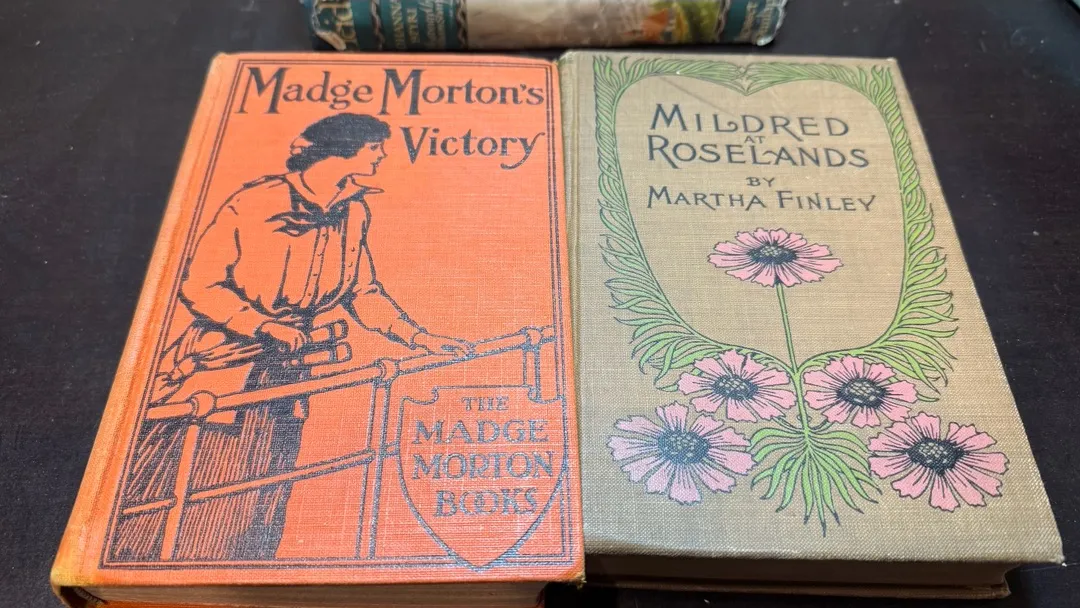 Madge Morton's
Victory
THE
MADGE
MORTON
BOOKS
MILDRED
AT
ROSELANDS
BY
MARTHA FINLEY